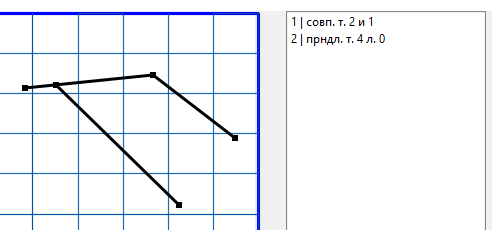 1 | совп. т. 2 и 1
2 | прндл. т. 4 л. 0